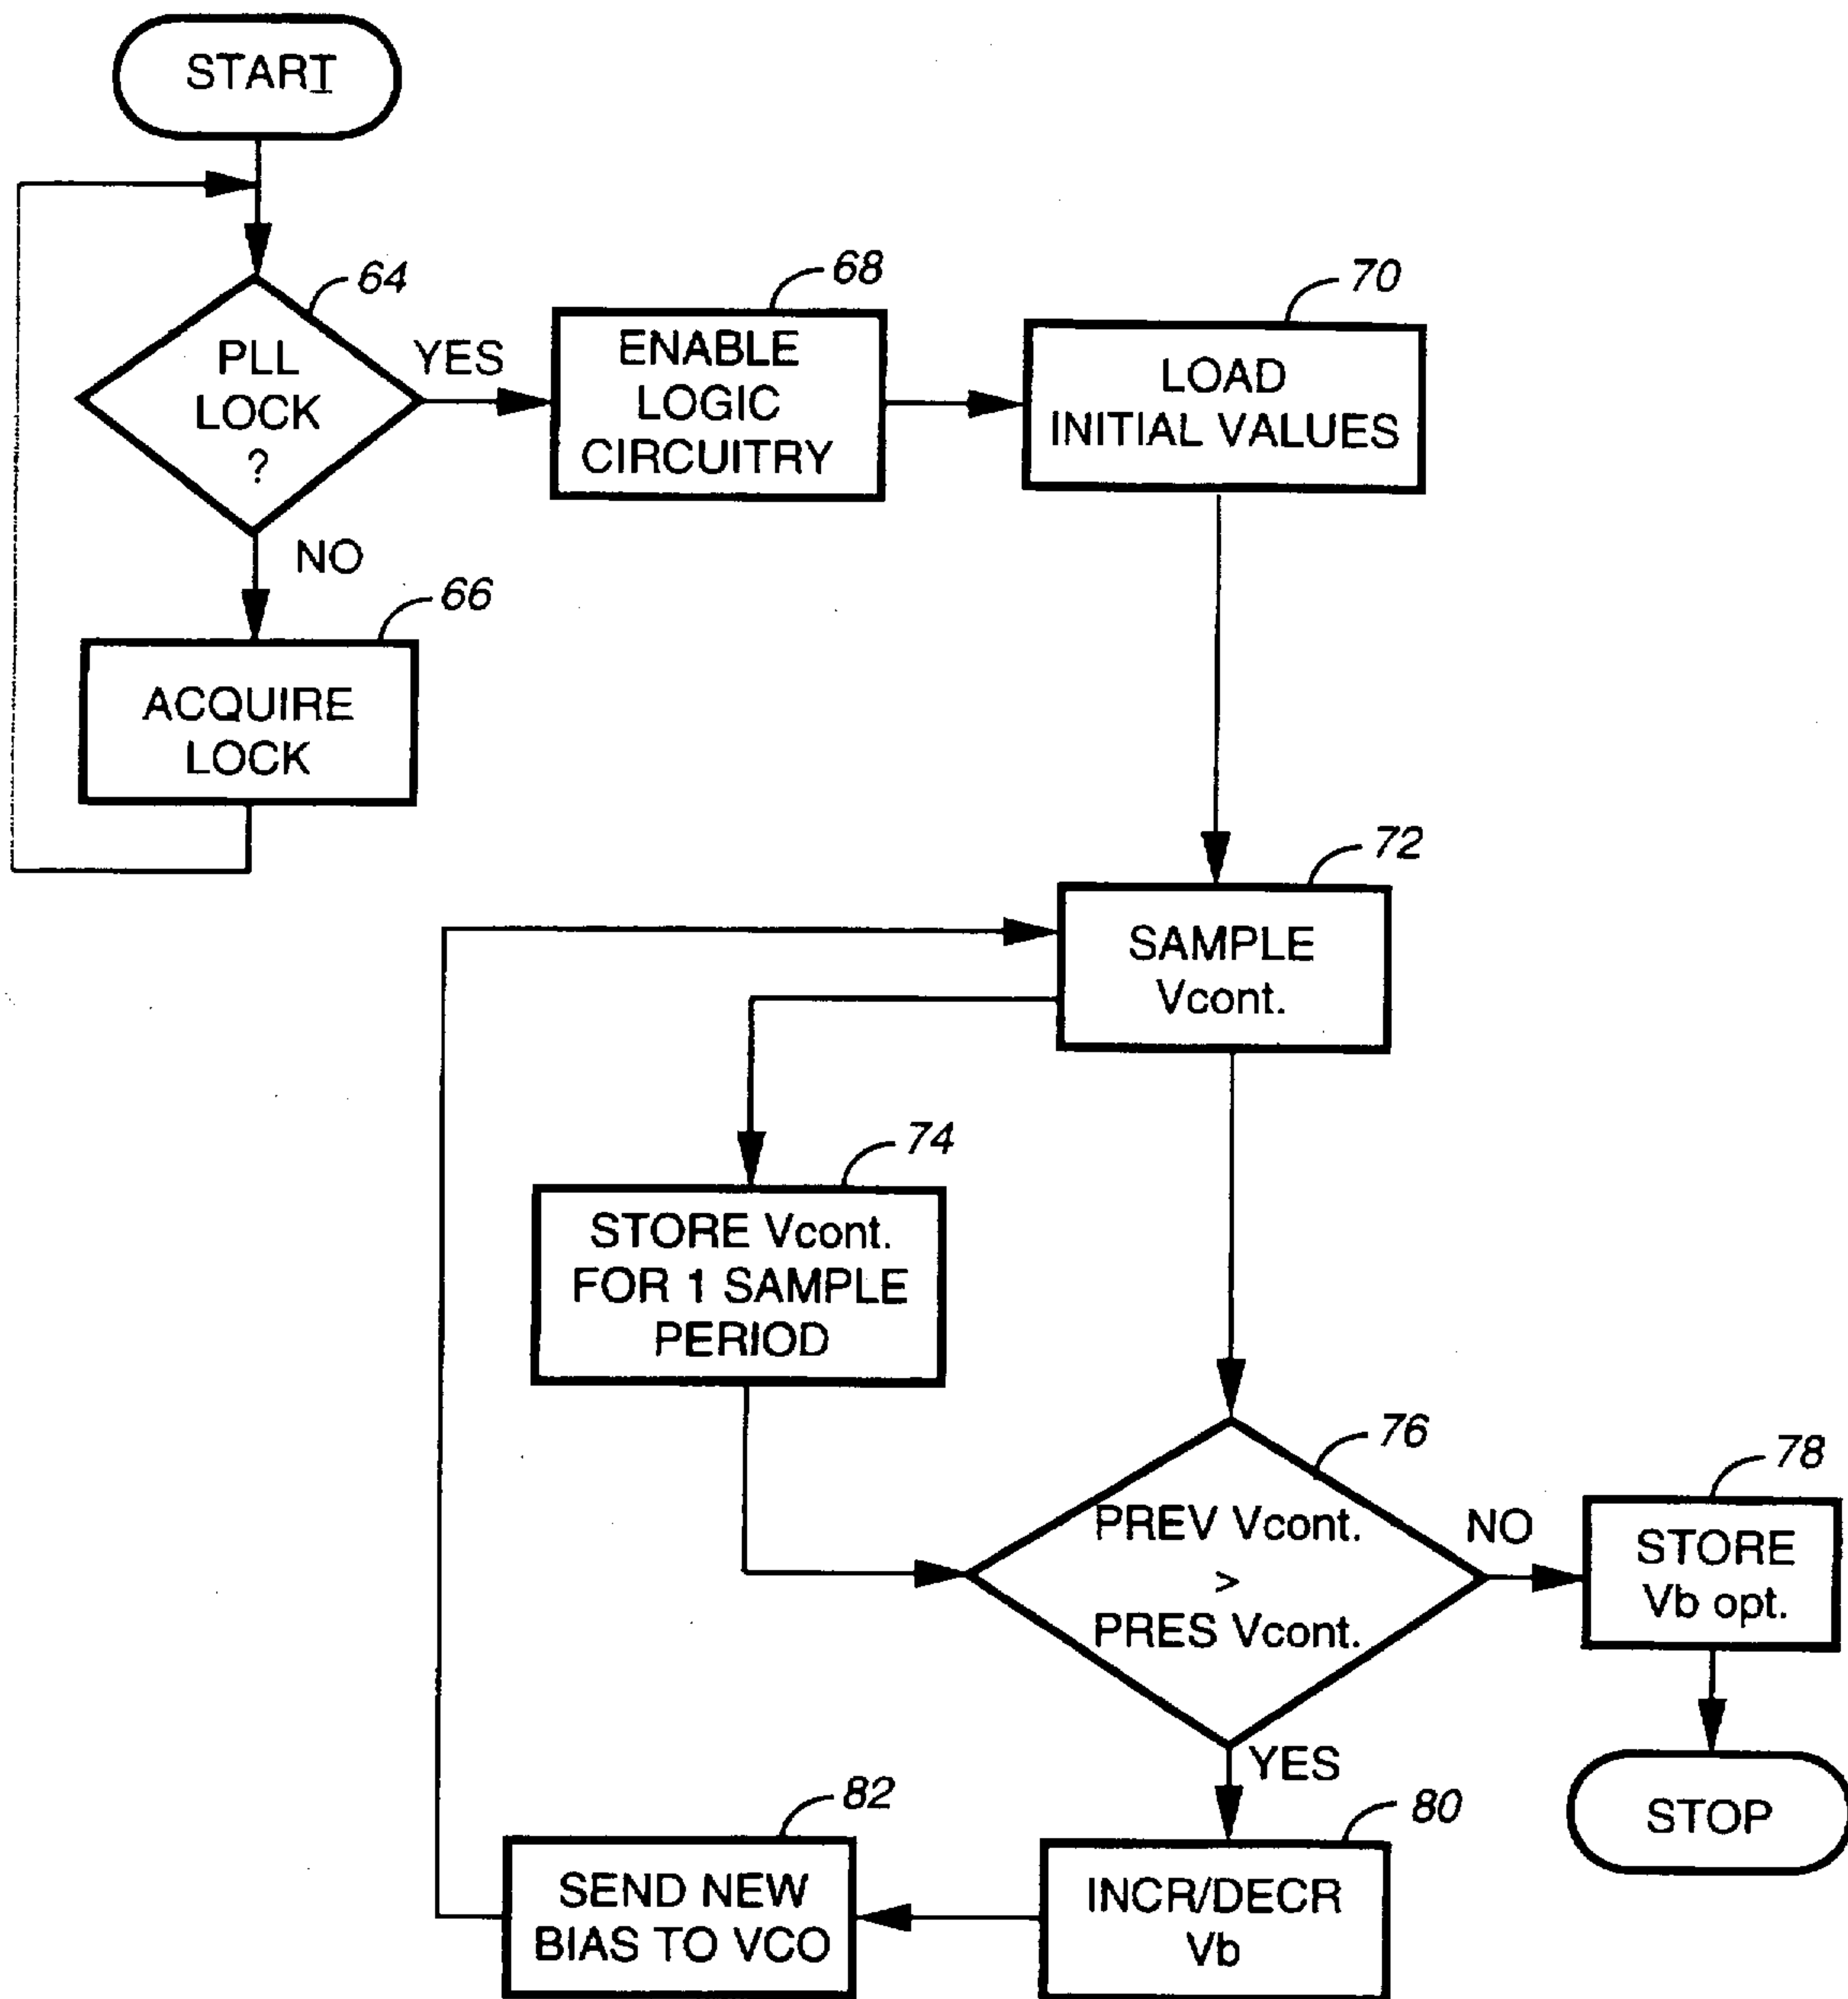 START
64
PLL
LOCK
?
YES
NO
68
ENABLE
LOGIC
CIRCUITRY
70
LOAD
INITIAL VALUES
66
ACQUIRE
LOCK
72
SAMPLE
Vcont.
74
STORE Vcont.
FOR 1 SAMPLE
PERIOD
76
PREV Vcont.
>
PRES Vcont.
NO
YES
78
STORE
Vb opt.
STOP
80
INCR/DECR
Vb
82
SEND NEW
BIAS TO VCO